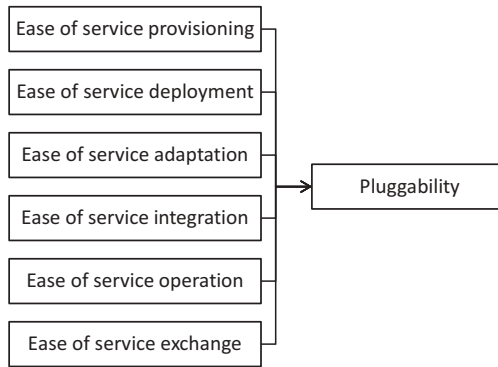 Ease of service provisioning
Ease of service deployment
Ease of service adaptation
Pluggability
Ease of service integration
Ease of service operation
Ease of service exchange